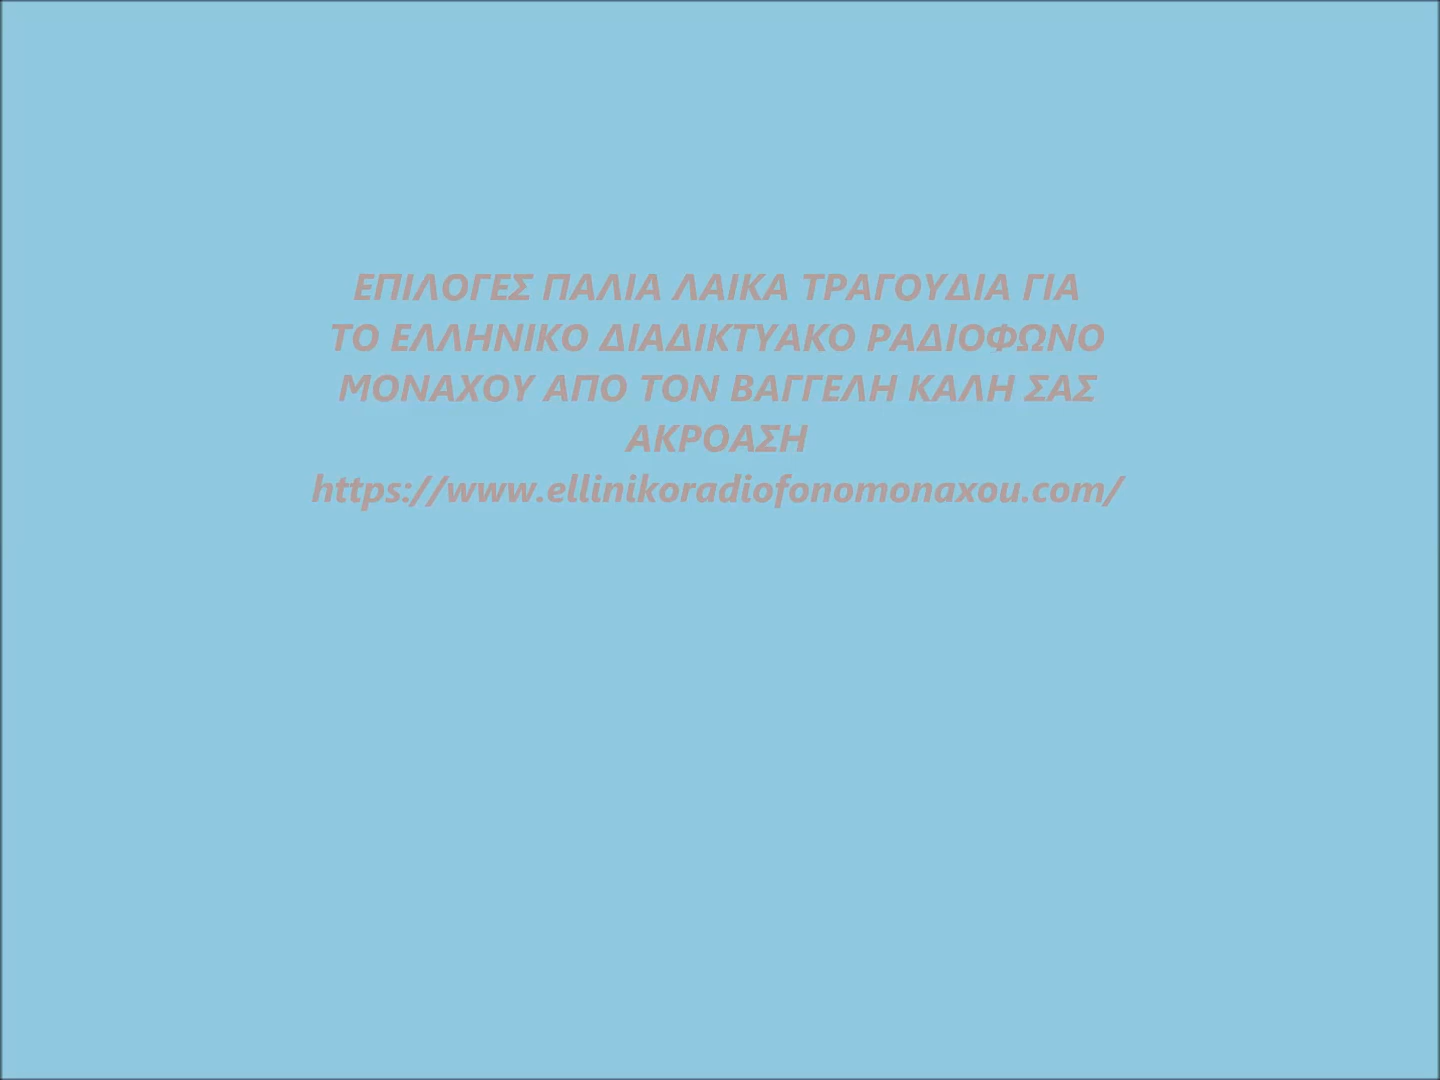 ΕΠΙΛΟΓΕΣ ΠΑΛΙΑ ΛΑΙΚΑ ΤΡΑΓΟΥΔΙΑ ΓΙΑ
ΤΟ ΕΛΛΗΝΙΚΟ ΔΙΑΔΙΚΤΥΑΚΟ ΡΑΔΙΟΦΩΝΟ
ΜΟΝΑΧΟΥ ΑΠΟ ΤΟΝ ΒΑΓΓΕΛΗ ΚΑΛΗ ΣΑΣ
ΑΚΡΟΑΣΗ
https://www.ellinikoradiofonomonaxou.com/